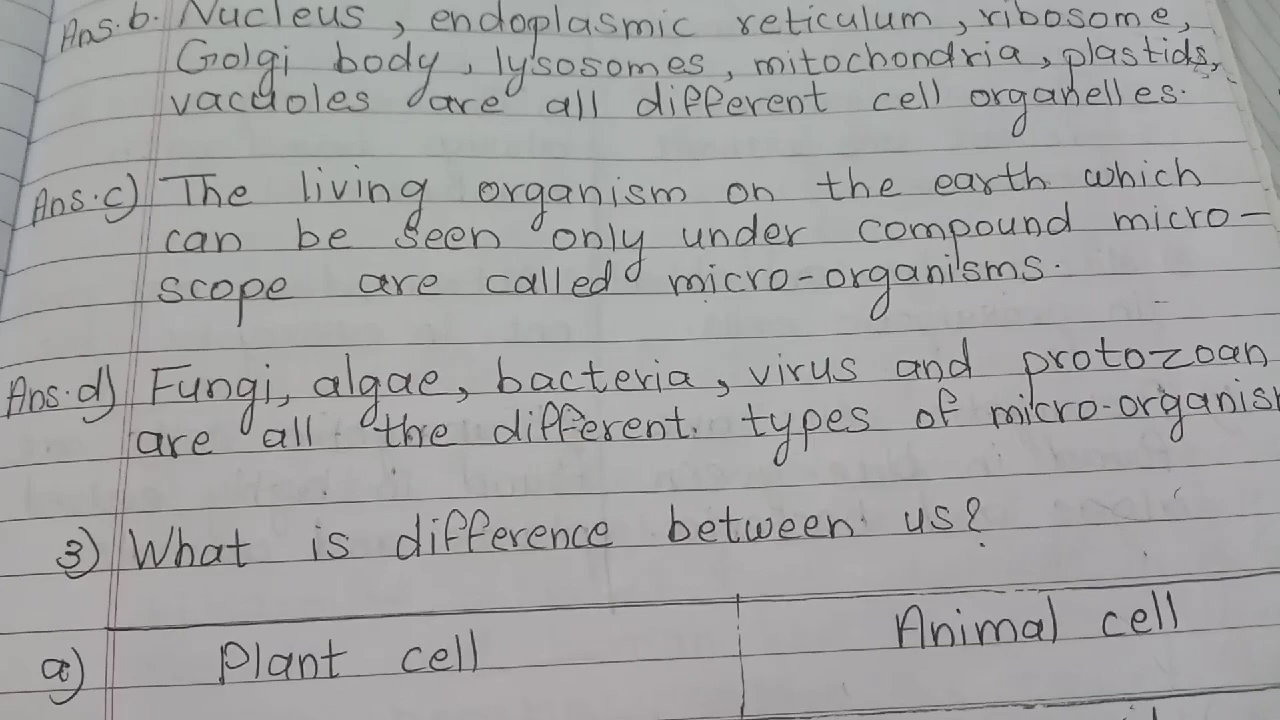 Ans.b. Nucleus, endoplasmic reticulum, ribosome,
Golgi body, lysosomes, mitochondria, plastids,
vacuoles are all different cell organelles.
Ans.c) The living organism on the earth which
can be seen only under compound micro-
scope are called micro-organisms.
Ans.d) Fungi, algae, bacteria, virus and protozoan
are all the different types of micro-organis
3) What is difference between us?
a) Plant cell Animal cell